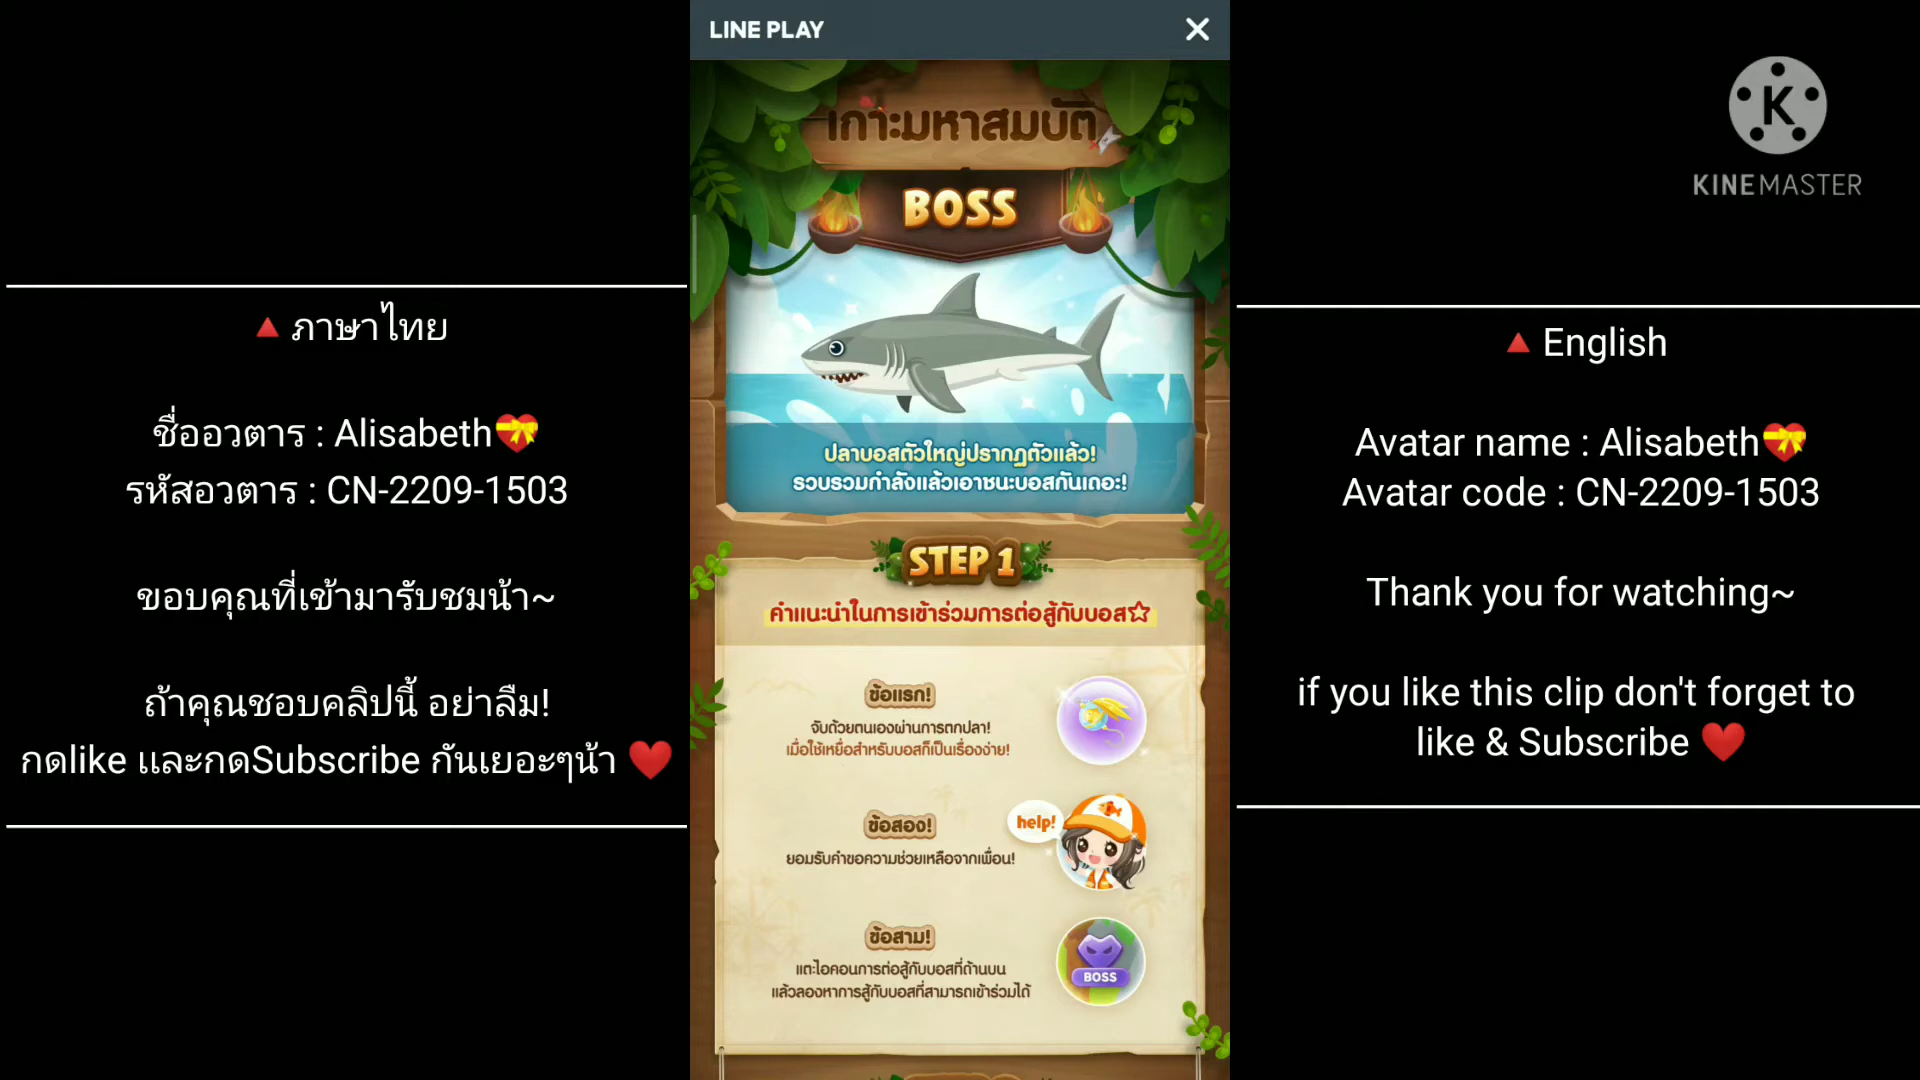 LINE PLAY
เกาะมหาสมบัติ
BOSS
ปลาบอสตัวใหญ่ปรากฏตัวแล้ว!
รวบรวมกำลังแล้วเอาชนะบอสกันเถอะ!
STEP 1
คำแนะนำในการเข้าร่วมการต่อสู้กับบอส☆
ข้อแรก!
จับด้วยตนเองผ่านการตกปลา!
เมื่อใช้เหยื่อสำหรับบอสก็เป็นเรื่องง่าย!
ข้อสอง!
help!
ยอมรับคำขอความช่วยเหลือจากเพื่อน!
ข้อสาม!
แตะไอคอนการต่อสู้กับบอสที่ด้านบน
แล้วลองหาการสู้กับบอสที่สามารถเข้าร่วมได้
BOSS
🔺ภาษาไทย
ชื่ออวตาร : Alisabeth💝
รหัสอวตาร : CN-2209-1503
ขอบคุณที่เข้ามารับชมน้า~
ถ้าคุณชอบคลิปนี้ อย่าลืม!
กดlike และกดSubscribe กันเยอะๆน้า ❤️
K
KINEMASTER
🔺English
Avatar name : Alisabeth💝
Avatar code : CN-2209-1503
Thank you for watching~
if you like this clip don't forget to
like & Subscribe ❤️